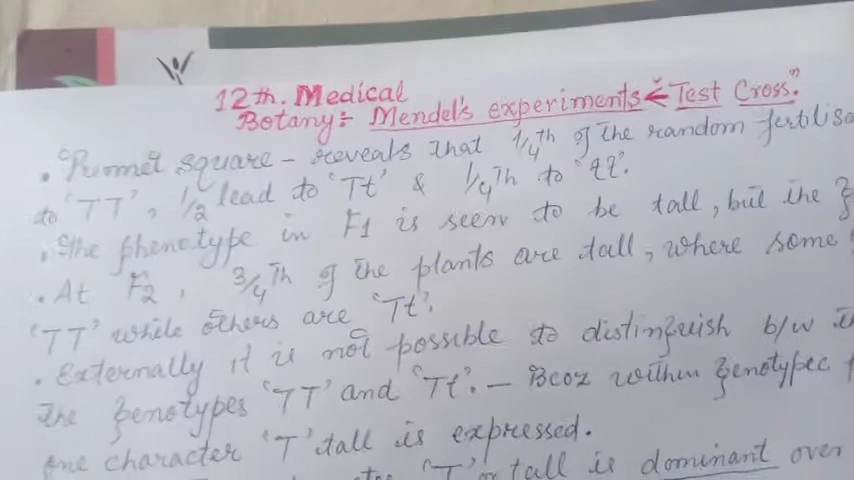 12th. Medical
Botany:- Mendel's experiments ← "Test Cross."
• Punnet square - reveals that 1/4th of the random fertilisa
to 'TT', 1/2 lead to 'Tt' & 1/4th to 'tt'.
• The phenotype in F1 is seen to be tall, but the g
• At F2, 3/4th of the plants are tall, where some
'TT' while others are 'Tt'.
• Externally it is not possible to distinguish b/w
the genotypes 'TT' and 'Tt'. - Bcoz within genotypec
one character 'T' tall is expressed.
'T' or tall is dominant over